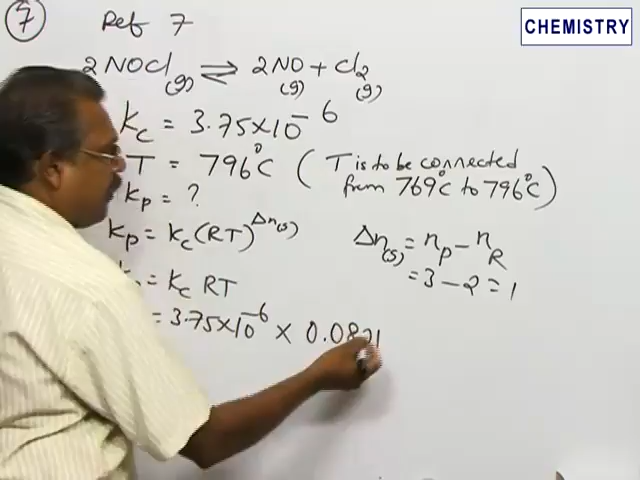 CHEMISTRY
7 Ref 7
2NOCl(g) ⇌ 2NO(g) + Cl2(g)
Kc = 3.75×10⁻⁶
T = 796°C ( T is to be connected from 769°C to 796°C )
Kp = ?
Kp = Kc(RT)^Δn(s)
Δn(s) = nP − nR
= 3 − 2 = 1
= Kc RT
= 3.75×10⁻⁶ × 0.0821